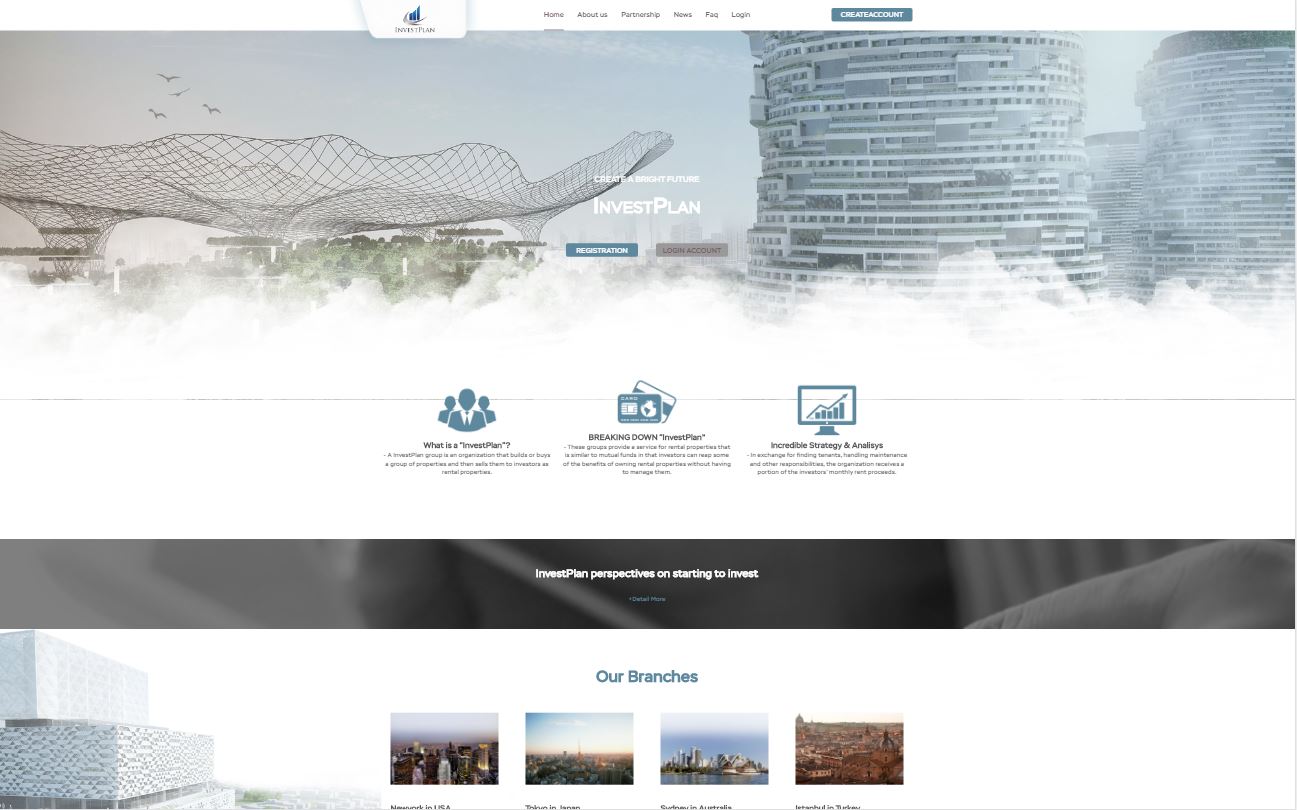 INVESTPLAN
Home About us Partnership News Faq Login
CREATEACCOUNT
CREATE A BRIGHT FUTURE
INVESTPLAN
REGISTRATION LOGIN ACCOUNT
What is a "InvestPlan"?
- A InvestPlan group is an organization that builds or buys
a group of properties and then sells them to investors as
rental properties.
BREAKING DOWN "InvestPlan"
- These groups provide a service for rental properties that
is similar to mutual funds in that investors can reap some
of the benefits of owning rental properties without having
to manage them.
Incredible Strategy & Analisys
- In exchange for finding tenants, handling maintenance
and other responsibilities, the organization receives a
portion of the investors' monthly rent proceeds.
InvestPlan perspectives on starting to invest
+Detail More
Our Branches
Newyork in USA
Tokyo in Japan
Sydney in Australia
Istanbul in Turkey